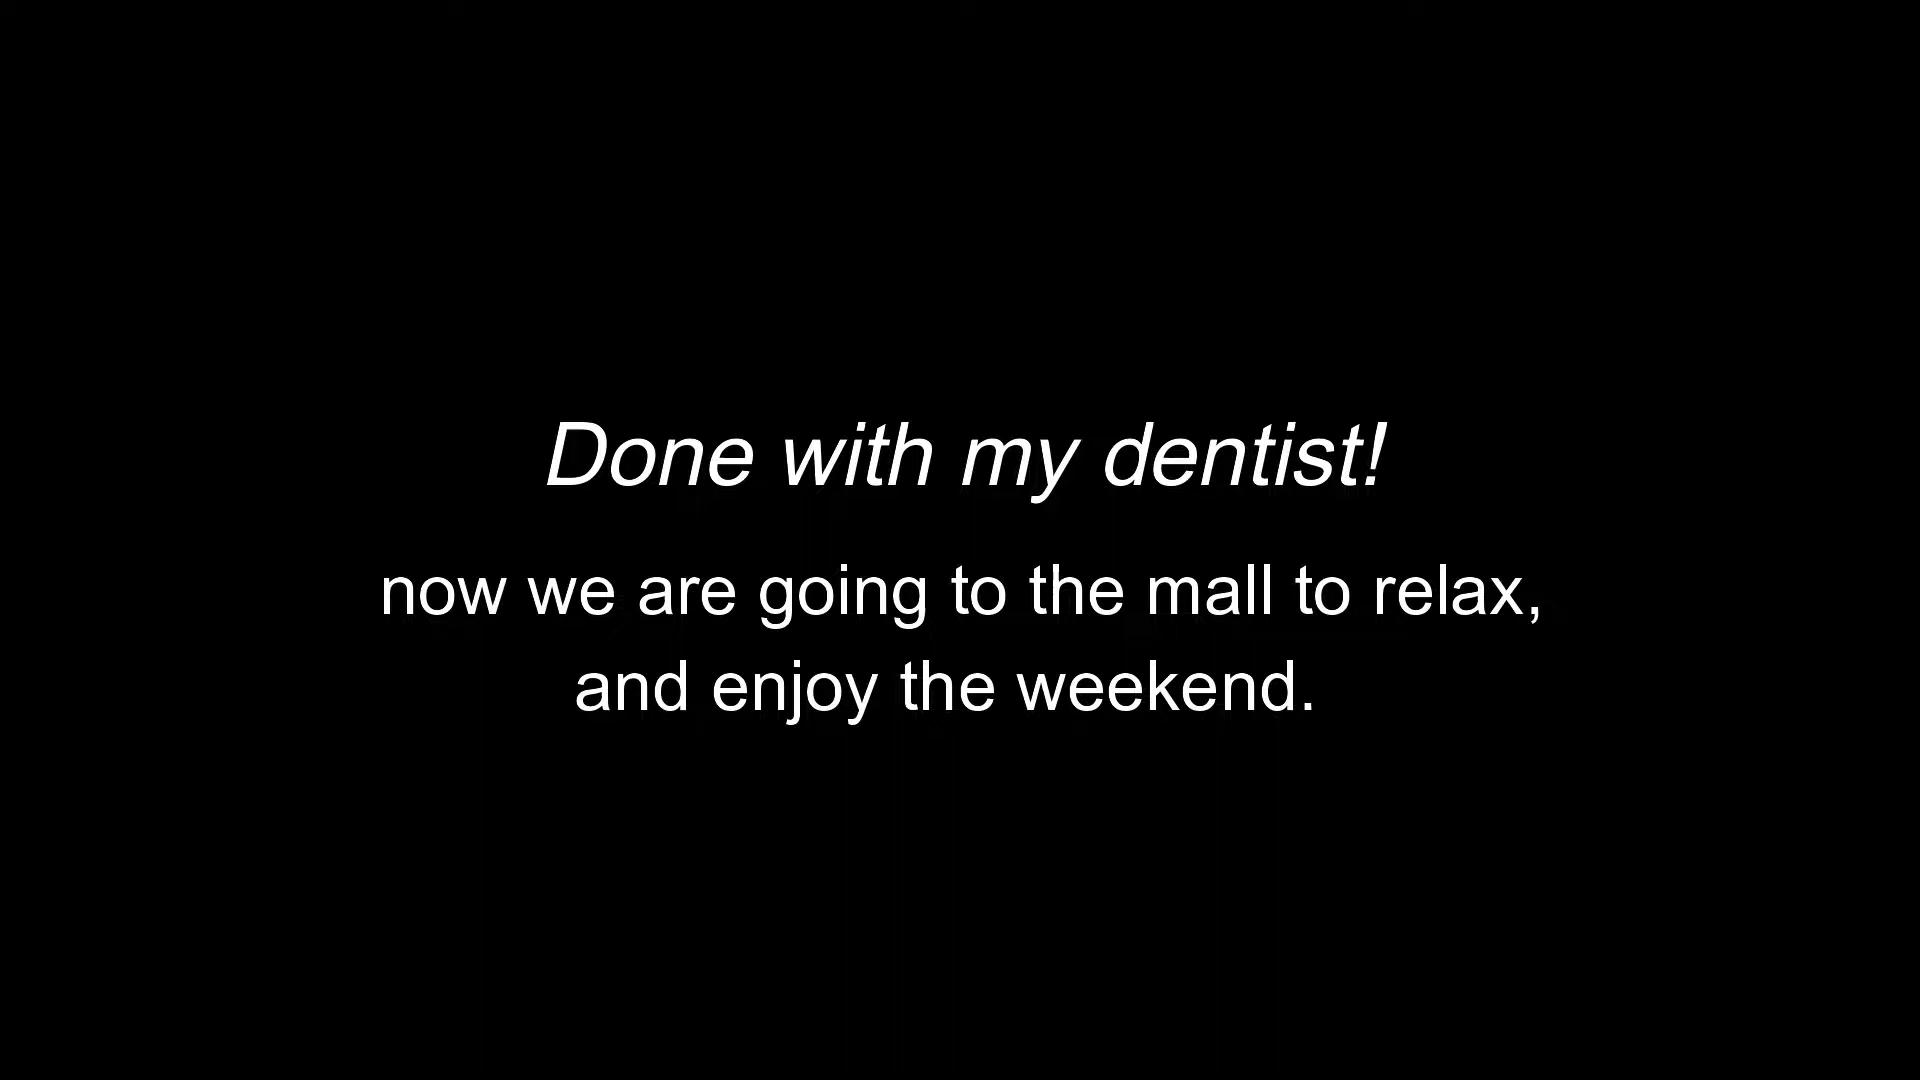 Done with my dentist!
now we are going to the mall to relax,
and enjoy the weekend.